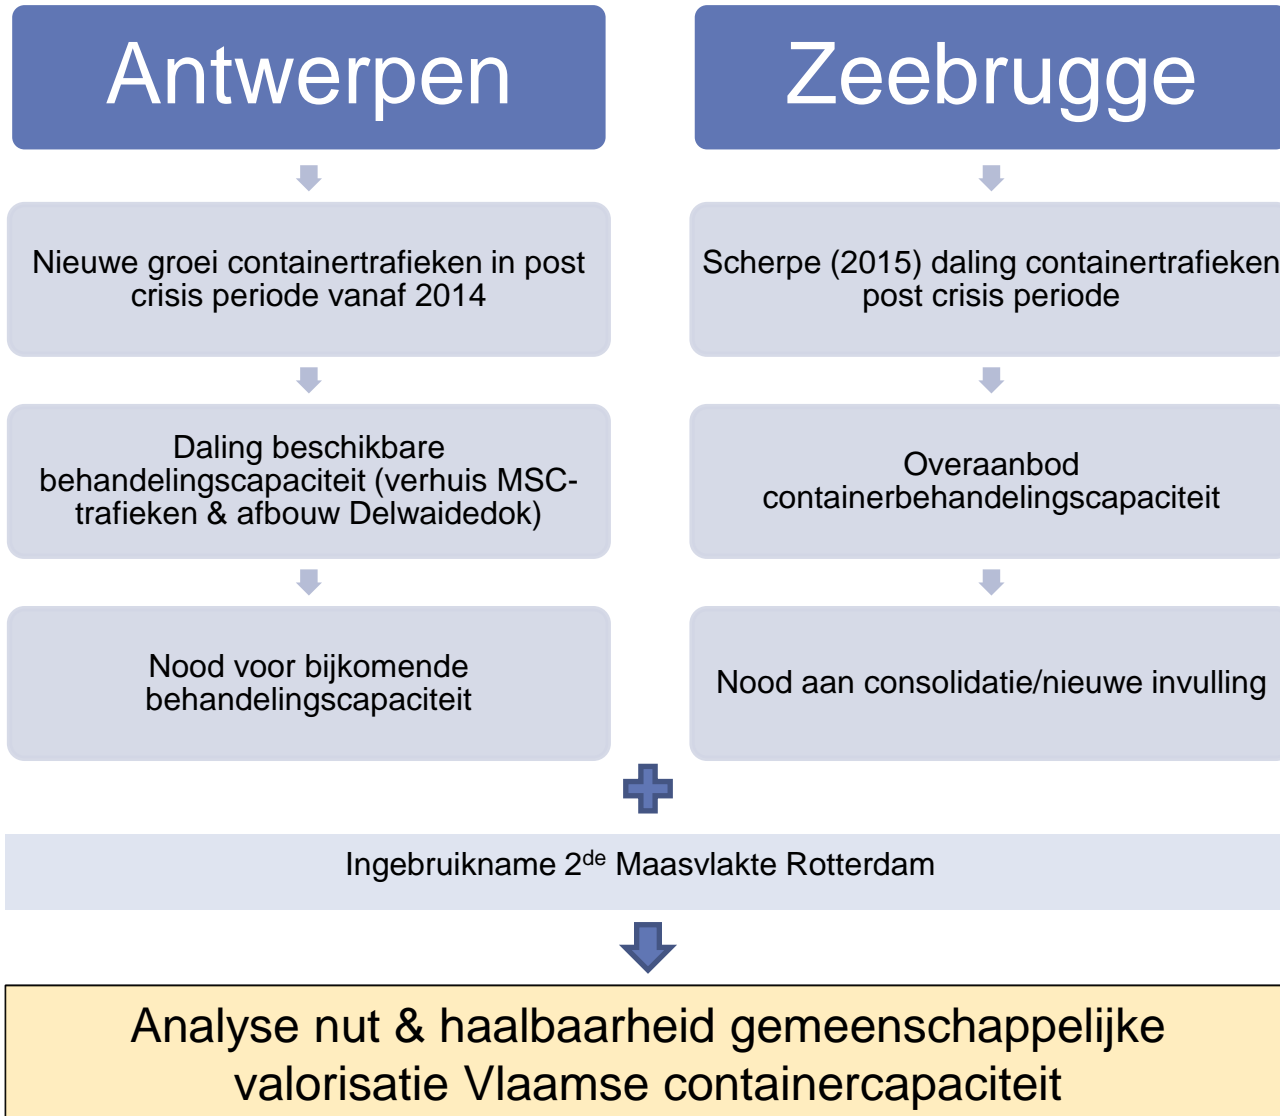 Antwerpen
Nieuwe groei containertrafieken in post
crisis periode vanaf 2014
Daling beschikbare
behandelingscapaciteit (verhuis MSC-
trafieken & afbouw Delwaidedok)
Nood voor bijkomende
behandelingscapaciteit
Zeebrugge
Scherpe (2015) daling containertrafieken
post crisis periode
Overaanbod
containerbehandelingscapaciteit
Nood aan consolidatie/nieuwe invulling
Ingebruikname 2de Maasvlakte Rotterdam
Analyse nut & haalbaarheid gemeenschappelijke
valorisatie Vlaamse containercapaciteit